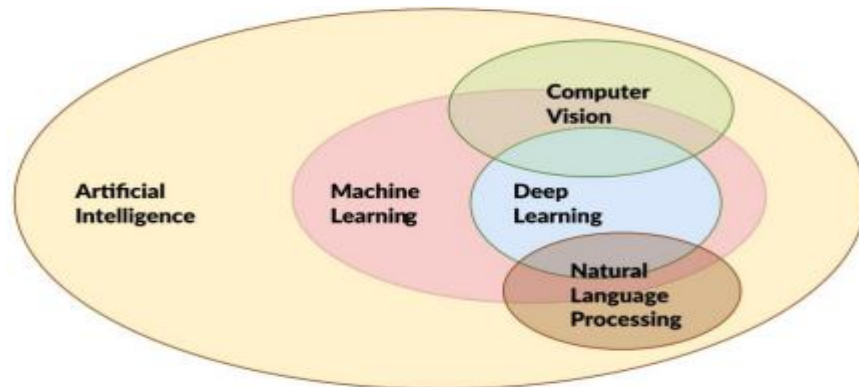 Computer
Vision
Artificial
Intelligence
Machine
Learning
Deep
Learning
Natural
Language
Processing